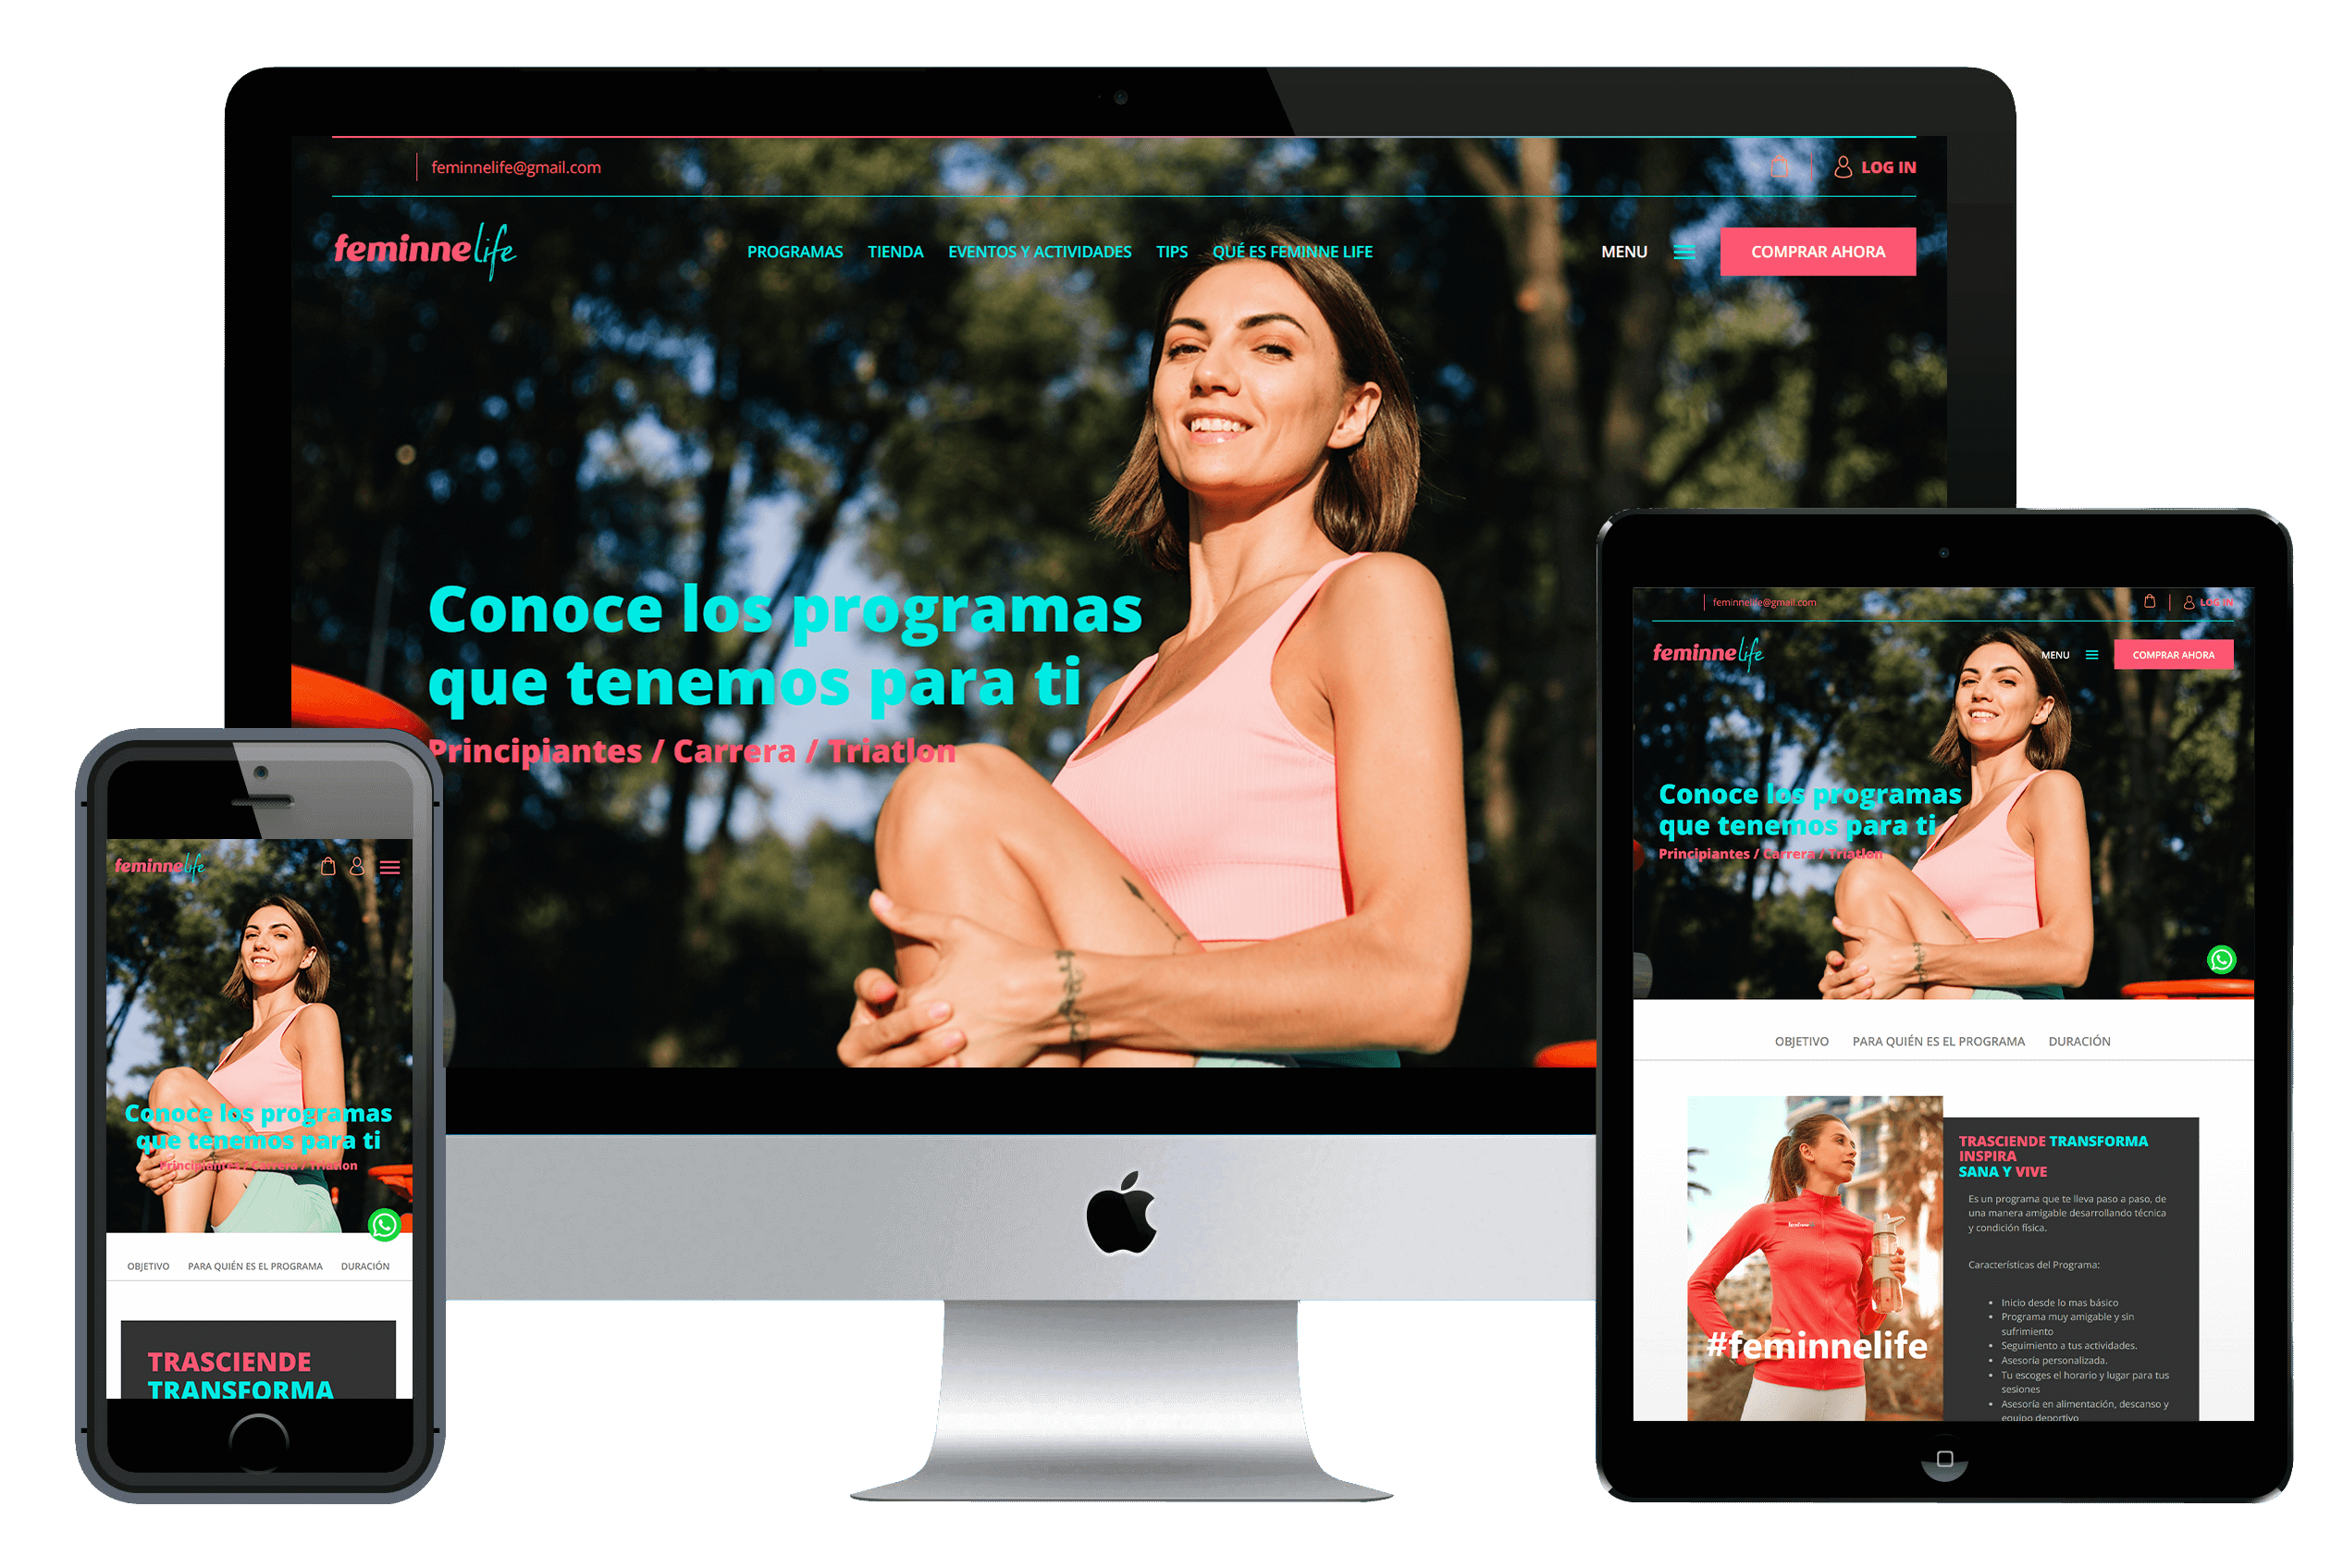 feminnelife@gmail.com
LOG IN
feminnelife
PROGRAMAS TIENDA EVENTOS Y ACTIVIDADES TIPS QUÉ ES FEMINNE LIFE
MENU
COMPRAR AHORA
Conoce los programas
que tenemos para ti
Principiantes / Carrera / Triatlon
feminnelife
Conoce los programas
que tenemos para ti
Principiantes / Carrera / Triatlon
OBJETIVO PARA QUIÉN ES EL PROGRAMA DURACIÓN
TRASCIENDE
TRANSFORMA
feminnelife@gmail.com
LOG IN
feminnelife
MENU
COMPRAR AHORA
Conoce los programas
que tenemos para ti
Principiantes / Carrera / Triatlon
OBJETIVO PARA QUIÉN ES EL PROGRAMA DURACIÓN
#feminnelife
TRASCIENDE TRANSFORMA
INSPIRA
SANA Y VIVE
Es un programa que te lleva paso a paso, de
una manera amigable desarrollando técnica
y condición física.
Características del Programa:
• Inicio desde lo mas básico
• Programa muy amigable y sin
sufrimiento
• Seguimiento a tus actividades.
• Asesoría personalizada.
• Tu escoges el horario y lugar para tus
sesiones
• Asesoría en alimentación, descanso y
equipo deportivo